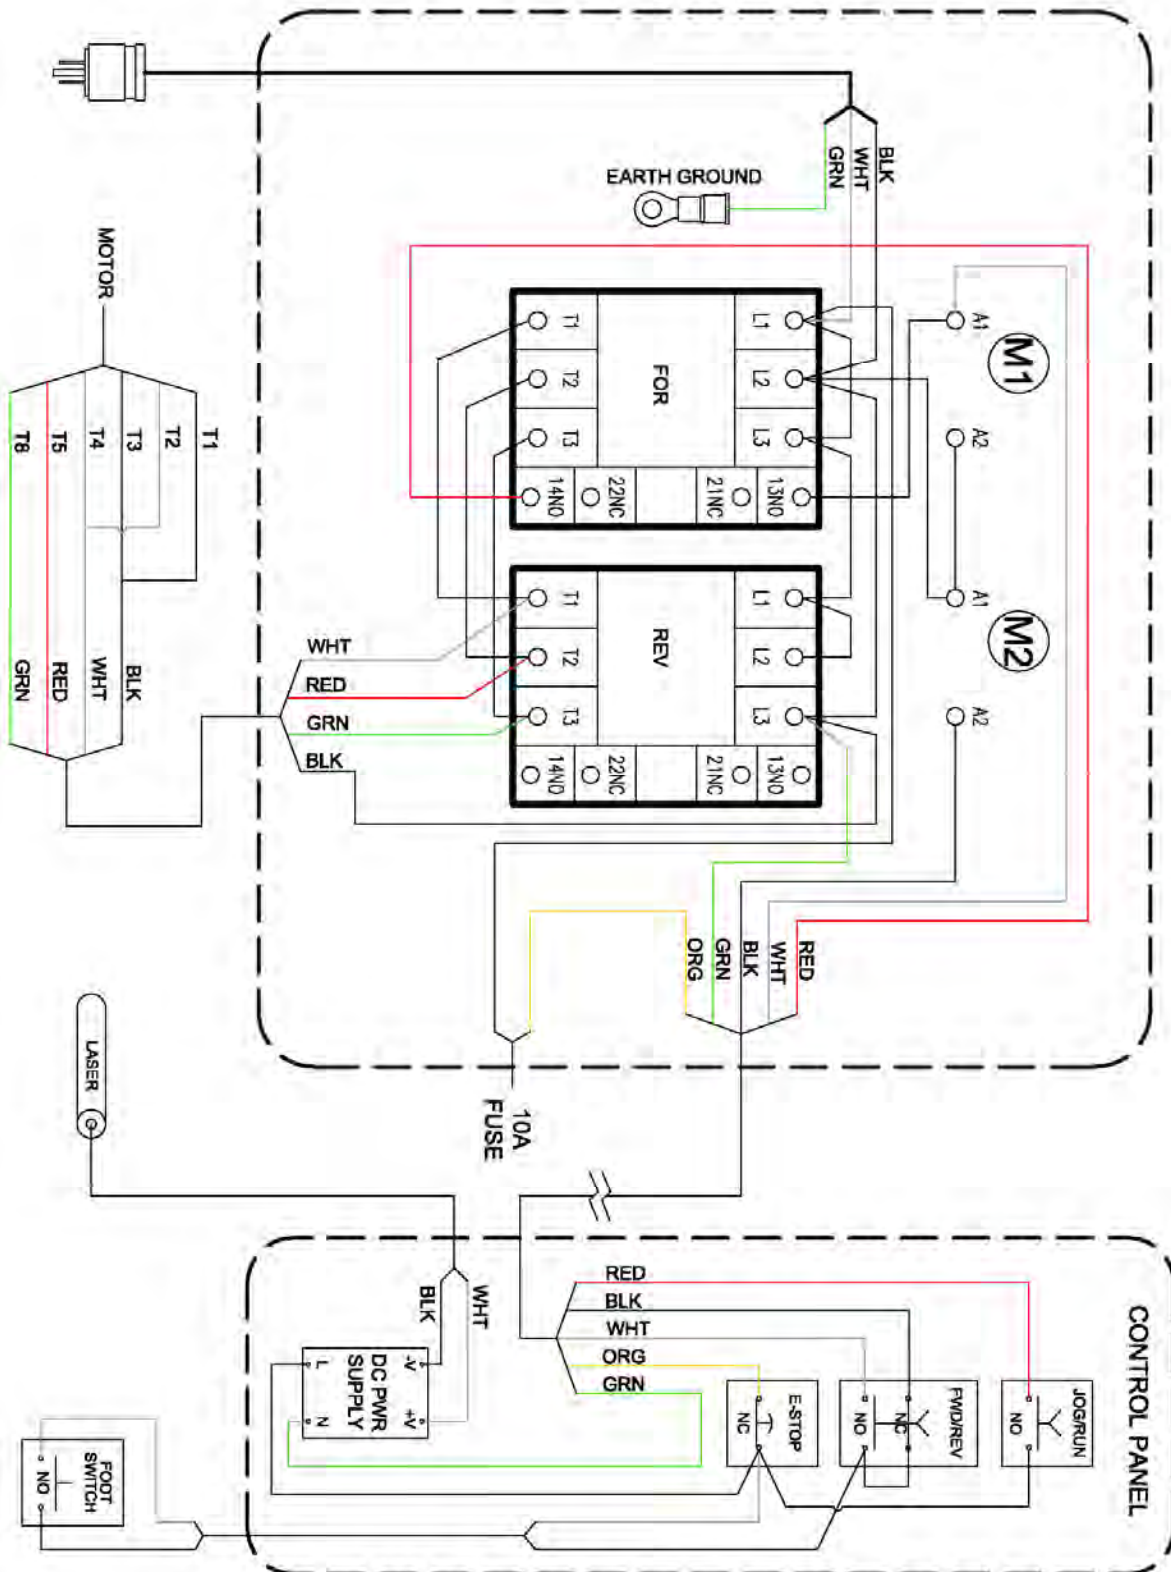 BLK
WHT
GRN
EARTH GROUND
MOTOR
T1
T2
T3
T4
T5
T6
BLK
WHT
RED
GRN
FOR
L1
L2
L3
T1
T2
T3
13NO
21NC
22NC
14NO
A1
M1
A2
REV
L1
L2
L3
T1
T2
T3
13NO
21NC
22NC
14NO
A1
M2
A2
WHT
RED
GRN
BLK
RED
WHT
BLK
GRN
ORG
10A
FUSE
LASER
CONTROL PANEL
RED
BLK
WHT
ORG
GRN
WHT
BLK
DC PWR
SUPPLY
-V
+V
L
N
E-STOP
NC
FWD/REV
NC
NO
JOG/RUN
NO
FOOT
SWITCH
NO